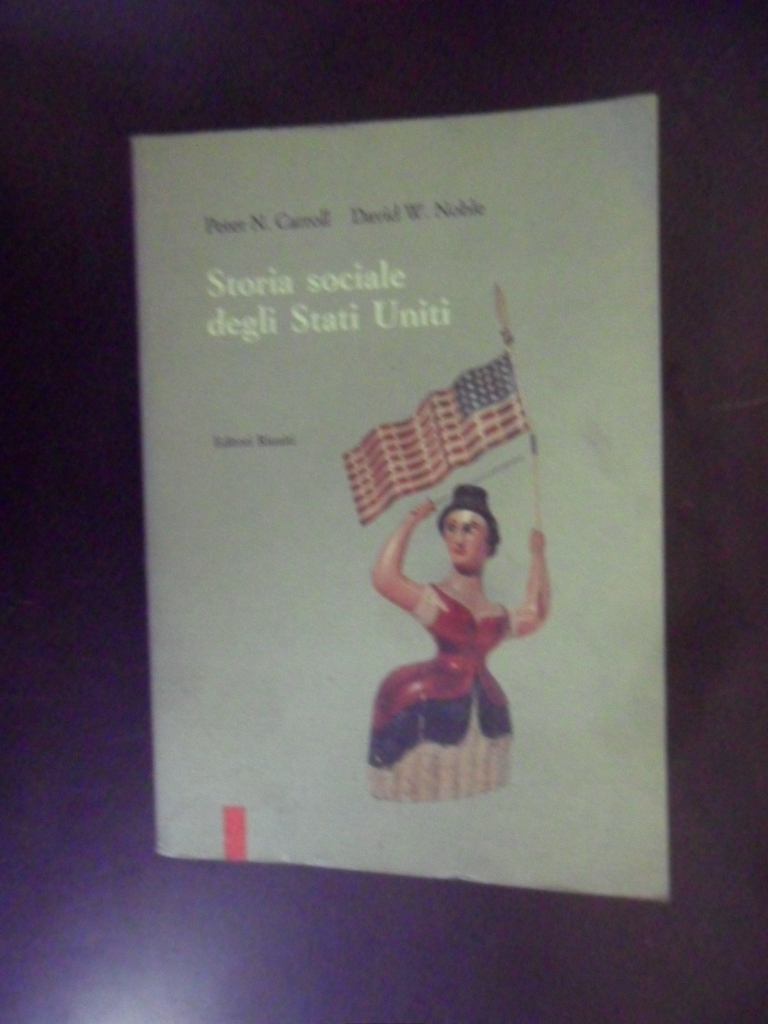 Peter N. Carroll David W. Noble
Storia sociale
degli Stati Uniti
Editori Riuniti